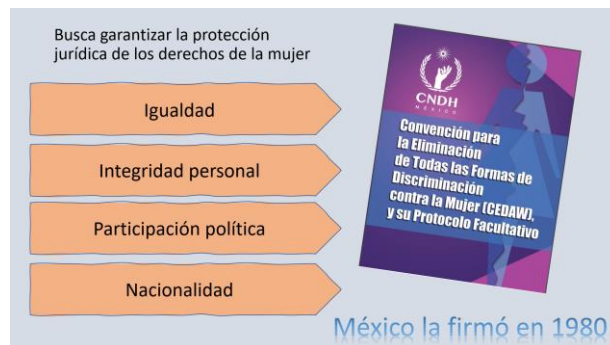 Busca garantizar la protección
jurídica de los derechos de la mujer
Igualdad
Integridad personal
Participación política
Nacionalidad
CNDH
MÉXICO
Convención para
la Eliminación
de Todas las Formas de
Discriminación
contra la Mujer (CEDAW),
y su Protocolo Facultativo
México la firmó en 1980